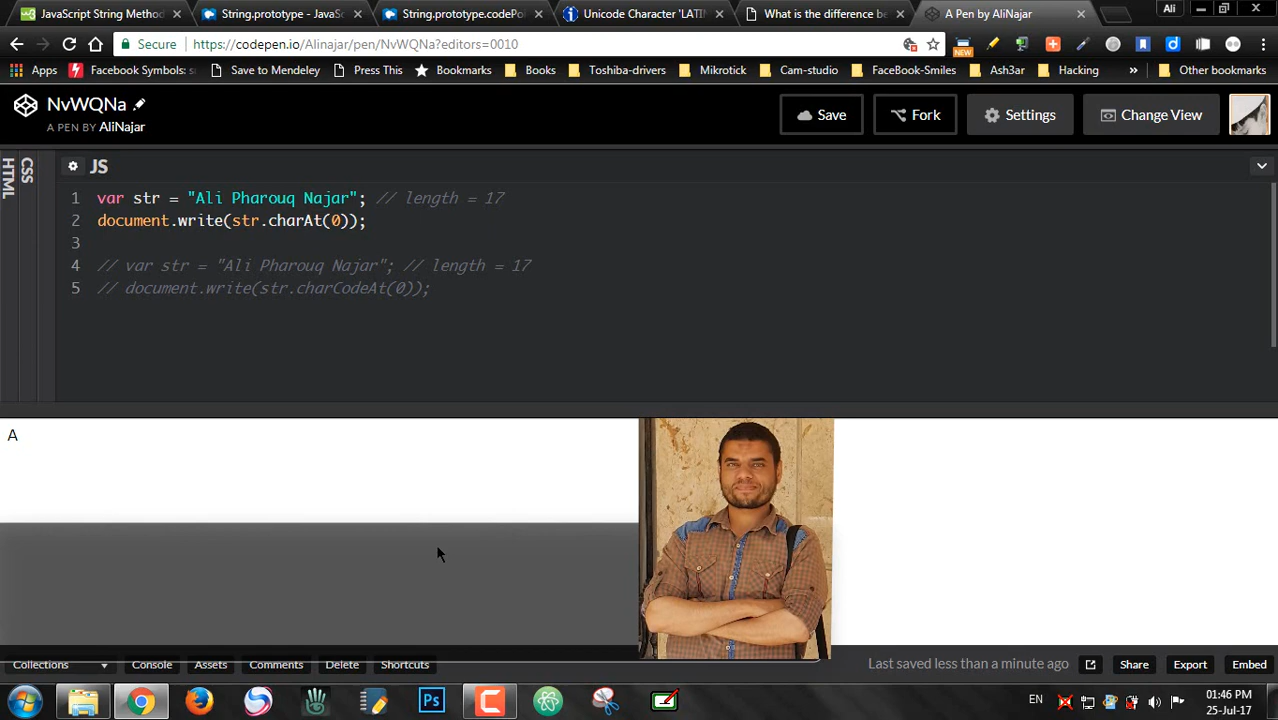 JavaScript String Method
String.prototype - JavaS
String.prototype.codePoi
Unicode Character 'LATI
What is the difference be
A Pen by AliNajar
Ali
Secure
https://codepen.io/Alinajar/pen/NvWQNa?editors=0010
NEW
Apps
Facebook Symbols: s
Save to Mendeley
Press This
Bookmarks
Books
Toshiba-drivers
Mikrotick
Cam-studio
FaceBook-Smiles
Ash3ar
Hacking
»
Other bookmarks
NvWQNa
A PEN BY AliNajar
Save
Fork
Settings
Change View
HTML
CSS
JS
1 var str = "Ali Pharouq Najar"; // length = 17
2 document.write(str.charAt(0));
3
4 // var str = "Ali Pharouq Najar"; // length = 17
5 // document.write(str.charCodeAt(0));
A
Collections
Console
Assets
Comments
Delete
Shortcuts
Last saved less than a minute ago
Share
Export
Embed
Ps
EN
01:46 PM
25-Jul-17